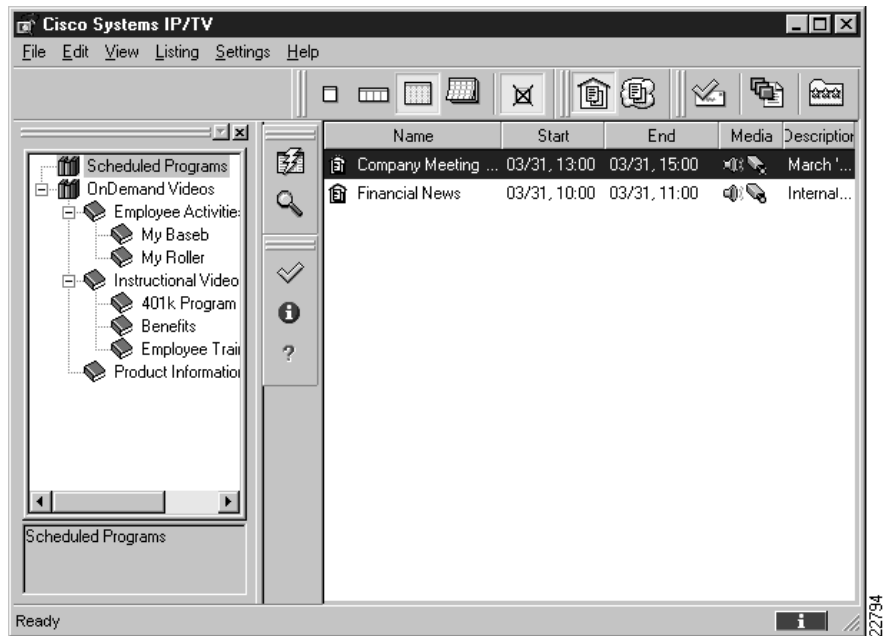 Cisco Systems IP/TV
File Edit View Listing Settings Help
Name Start End Media Description
Company Meeting ... 03/31, 13:00 03/31, 15:00 March '...
Financial News 03/31, 10:00 03/31, 11:00 Internal...
Scheduled Programs
OnDemand Videos
Employee Activitie
My Baseb
My Roller
Instructional Video
401k Program
Benefits
Employee Trai
Product Information
Scheduled Programs
Ready
22794